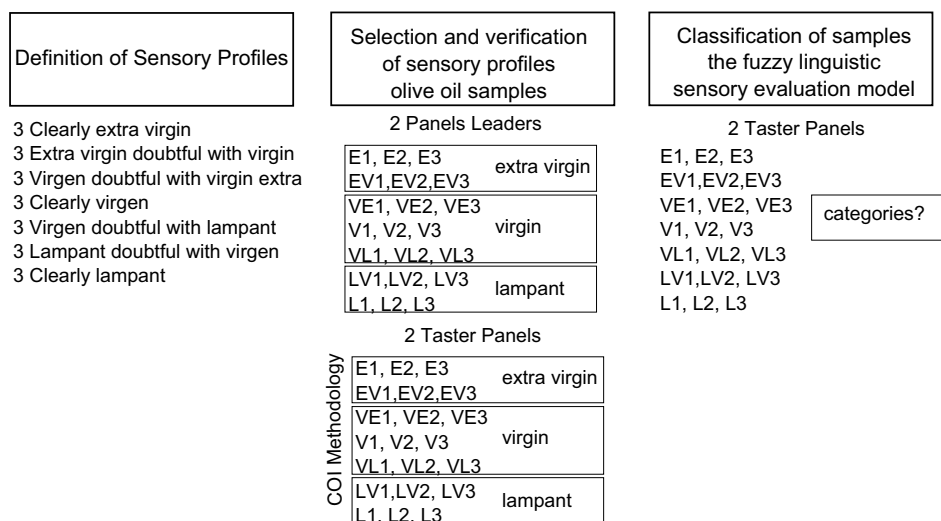 Definition of Sensory Profiles
3 Clearly extra virgin
3 Extra virgin doubtful with virgin
3 Virgen doubtful with virgin extra
3 Clearly virgen
3 Virgen doubtful with lampant
3 Lampant doubtful with virgen
3 Clearly lampant
Selection and verification
of sensory profiles
olive oil samples
2 Panels Leaders
E1, E2, E3
EV1,EV2,EV3
extra virgin
VE1, VE2, VE3
V1, V2, V3
VL1, VL2, VL3
virgin
LV1,LV2, LV3
L1, L2, L3
lampant
2 Taster Panels
COI Methodology
E1, E2, E3
EV1,EV2,EV3
extra virgin
VE1, VE2, VE3
V1, V2, V3
VL1, VL2, VL3
virgin
LV1,LV2, LV3
L1, L2, L3
lampant
Classification of samples
the fuzzy linguistic
sensory evaluation model
2 Taster Panels
E1, E2, E3
EV1,EV2,EV3
VE1, VE2, VE3
V1, V2, V3
VL1, VL2, VL3
LV1,LV2, LV3
L1, L2, L3
categories?